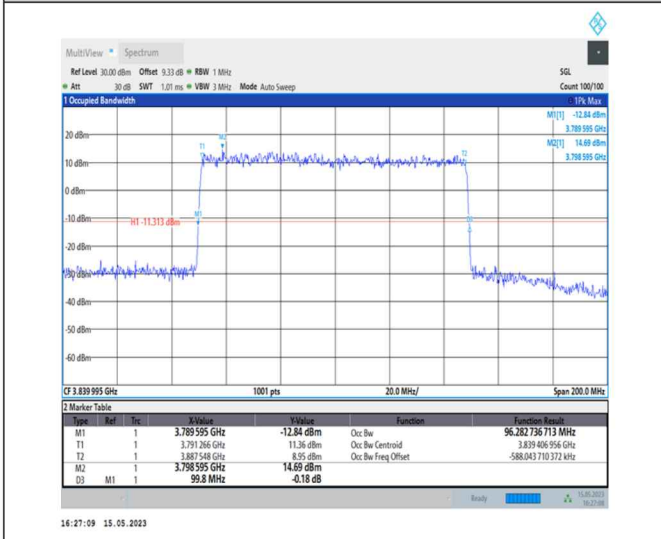 MultiView Spectrum
Ref Level 30.00 dBm Offset 9.33 dB RBW 1 MHz SGL
Att 30 dB SWT 1.01 ms VBW 3 MHz Mode Auto Sweep Count 100/100
1 Occupied Bandwidth 1Pk Max
M1[1] -12.84 dBm
3.789 595 GHz
M2[1] 14.69 dBm
3.798 595 GHz
20 dBm
M2
T1
T2
10 dBm
0 dBm
-10 dBm
M1
H1 -11.313 dBm
-20 dBm
-30 dBm
-40 dBm
-50 dBm
-60 dBm
CF 3.839 995 GHz 1001 pts 20.0 MHz/ Span 200.0 MHz
2 Marker Table
Type Ref Trc X-Value Y-Value Function Function Result
M1 1 3.789 595 GHz -12.84 dBm Occ Bw 96.282 736 713 MHz
T1 1 3.791 266 GHz 11.36 dBm Occ Bw Centroid 3.839 406 956 GHz
T2 1 3.887 548 GHz 8.95 dBm Occ Bw Freq Offset -588.043 710 372 kHz
M2 1 3.798 595 GHz 14.69 dBm
D3 M1 1 99.8 MHz -0.18 dB
Ready 15.05.2023
16:27:08
16:27:09 15.05.2023